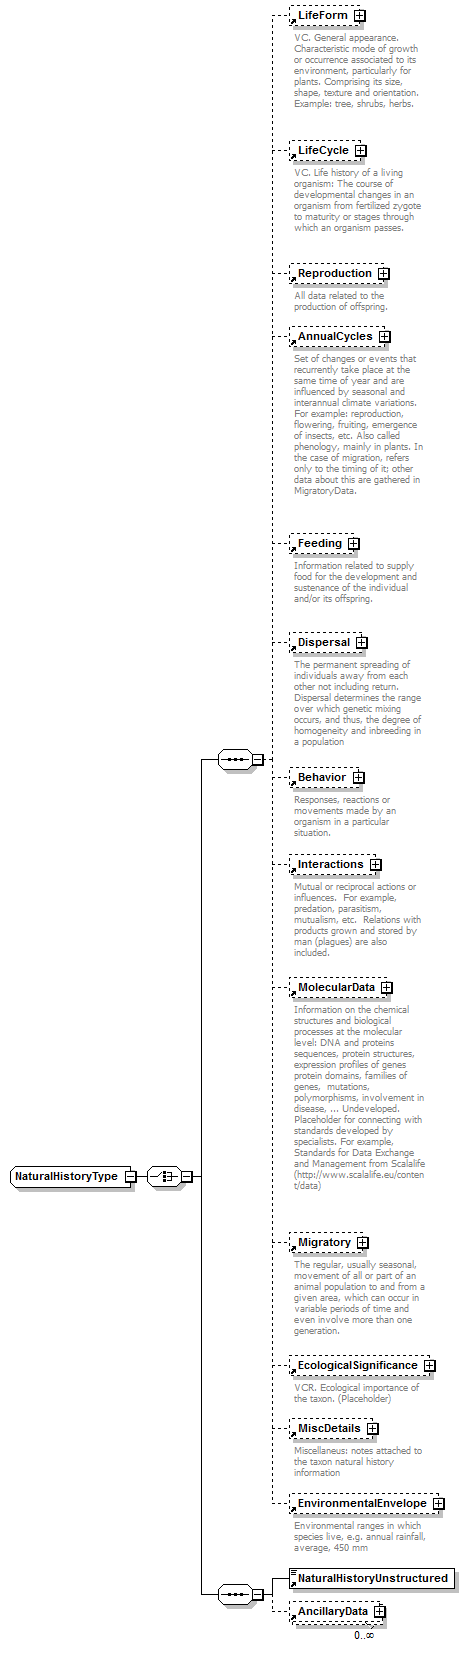 LifeForm
VC. General appearance.
Characteristic mode of growth
or occurrence associated to its
environment, particularly for
plants. Comprising its size,
shape, texture and orientation.
Example: tree, shrubs, herbs.
LifeCycle
VC. Life history of a living
organism: The course of
developmental changes in an
organism from fertilized zygote
to maturity or stages through
which an organism passes.
Reproduction
All data related to the
production of offspring.
AnnualCycles
Set of changes or events that
recurrently take place at the
same time of year and are
influenced by seasonal and
interannual climate variations.
For example: reproduction,
flowering, fruiting, emergence
of insects, etc. Also called
phenology, mainly in plants. In
the case of migration, refers
only to the timing of it; other
data about this are gathered in
MigratoryData.
Feeding
Information related to supply
food for the development and
sustenance of the individual
and/or its offspring.
Dispersal
The permanent spreading of
individuals away from each
other not including return.
Dispersal determines the range
over which genetic mixing
occurs, and thus, the degree of
homogeneity and inbreeding in
a population
Behavior
Responses, reactions or
movements made by an
organism in a particular
situation.
Interactions
Mutual or reciprocal actions or
influences.  For example,
predation, parasitism,
mutualism, etc.  Relations with
products grown and stored by
man (plagues) are also
included.
MolecularData
Information on the chemical
structures and biological
processes at the molecular
level: DNA and proteins
sequences, protein structures,
expression profiles of genes
protein domains, families of
genes,  mutations,
polymorphisms, involvement in
disease, ... Undeveloped.
Placeholder for connecting with
standards developed by
specialists. For example,
Standards for Data Exchange
and Management from Scalalife
(http://www.scalalife.eu/conten
t/data)
NaturalHistoryType
Migratory
The regular, usually seasonal,
movement of all or part of an
animal population to and from a
given area, which can occur in
variable periods of time and
even involve more than one
generation.
EcologicalSignificance
VCR. Ecological importance of
the taxon. (Placeholder)
MiscDetails
Miscellaneus: notes attached to
the taxon natural history
information
EnvironmentalEnvelope
Environmental ranges in which
species live, e.g. annual rainfall,
average, 450 mm
NaturalHistoryUnstructured
AncillaryData
0..∞